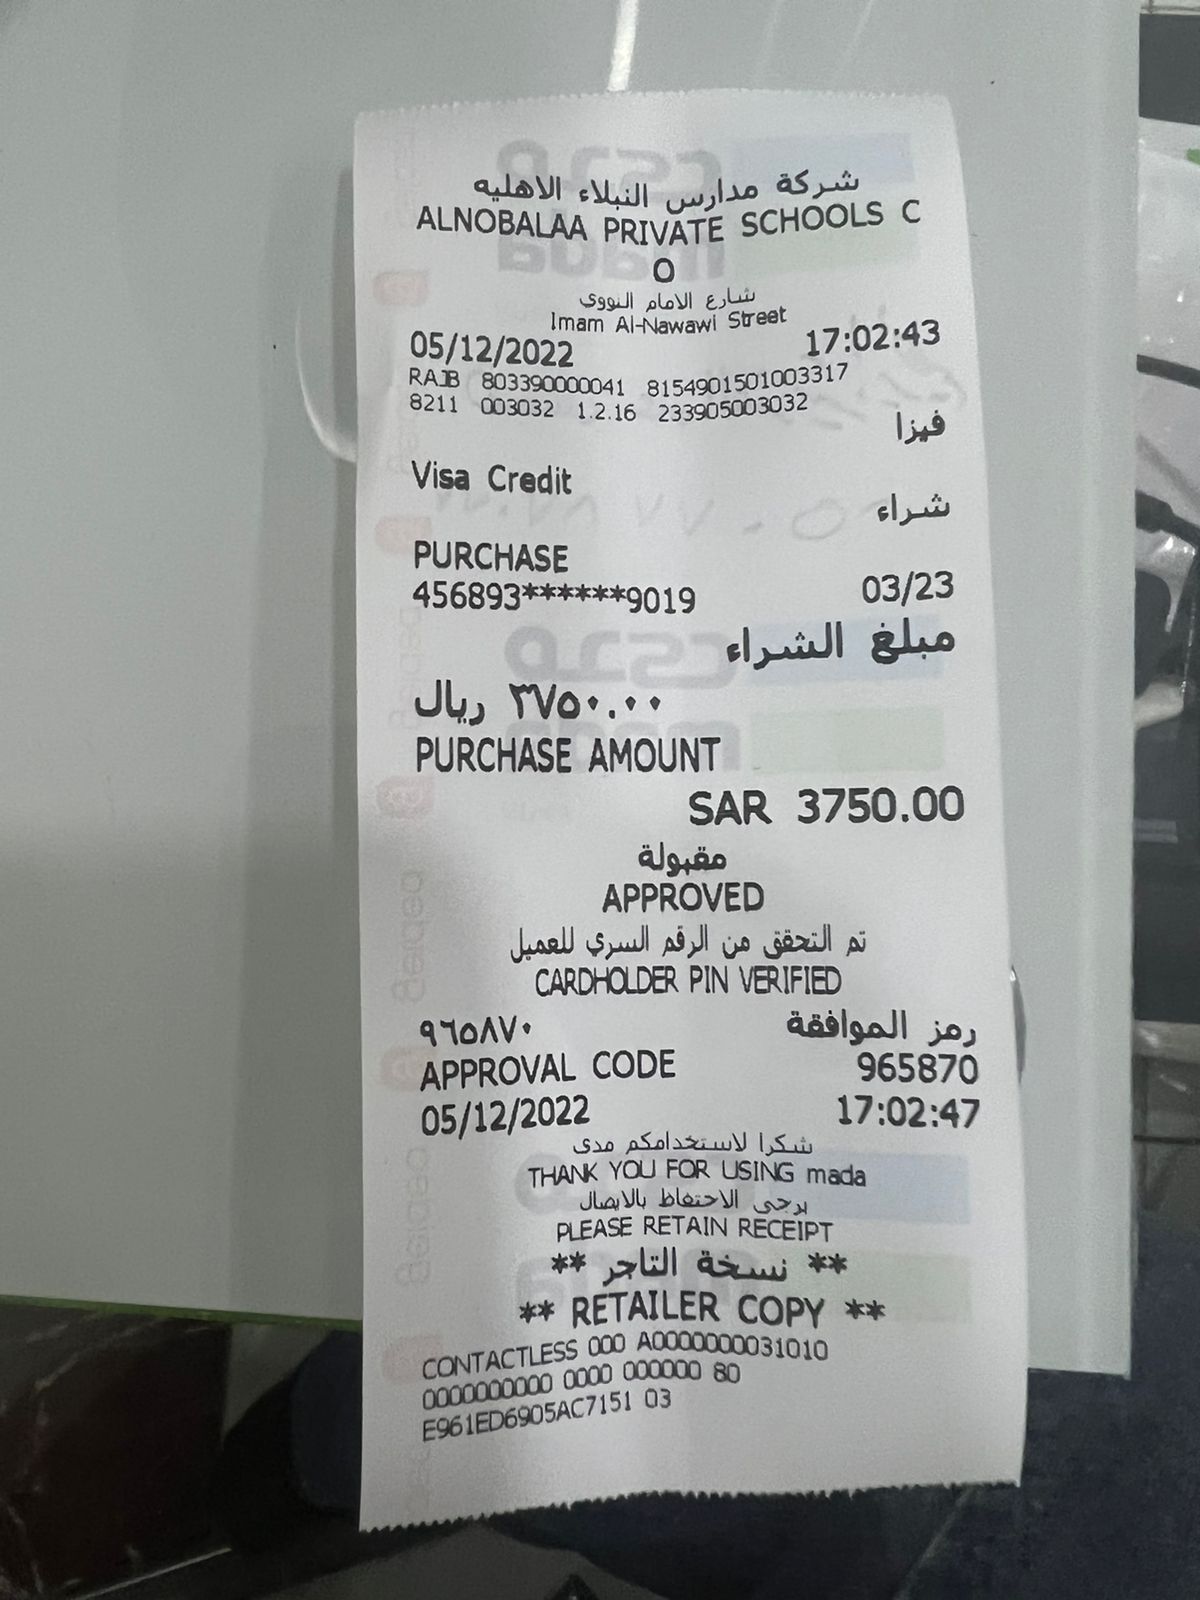 شركة مدارس النبلاء الاهليه
ALNOBALAA PRIVATE SCHOOLS C
O
شارع الامام النووي
Imam Al-Nawawi Street
05/12/2022 17:02:43
RAJB 803390000041 8154901501003317
8211 003032 1.2.16 233905003032
فيزا
Visa Credit
شراء
PURCHASE
456893******9019 03/23
مبلغ الشراء
٣٧٥٠.٠٠ ريال
PURCHASE AMOUNT
SAR 3750.00
مقبولة
APPROVED
تم التحقق من الرقم السري للعميل
CARDHOLDER PIN VERIFIED
رمز الموافقة ٩٦٥٨٧٠
APPROVAL CODE 965870
05/12/2022 17:02:47
شكرا لاستخدامكم مدى
THANK YOU FOR USING mada
يرجى الاحتفاظ بالايصال
PLEASE RETAIN RECEIPT
** نسخة التاجر **
** RETAILER COPY **
CONTACTLESS 000 A0000000031010
0000000000 0000 000000 80
E961ED6905AC7151 03